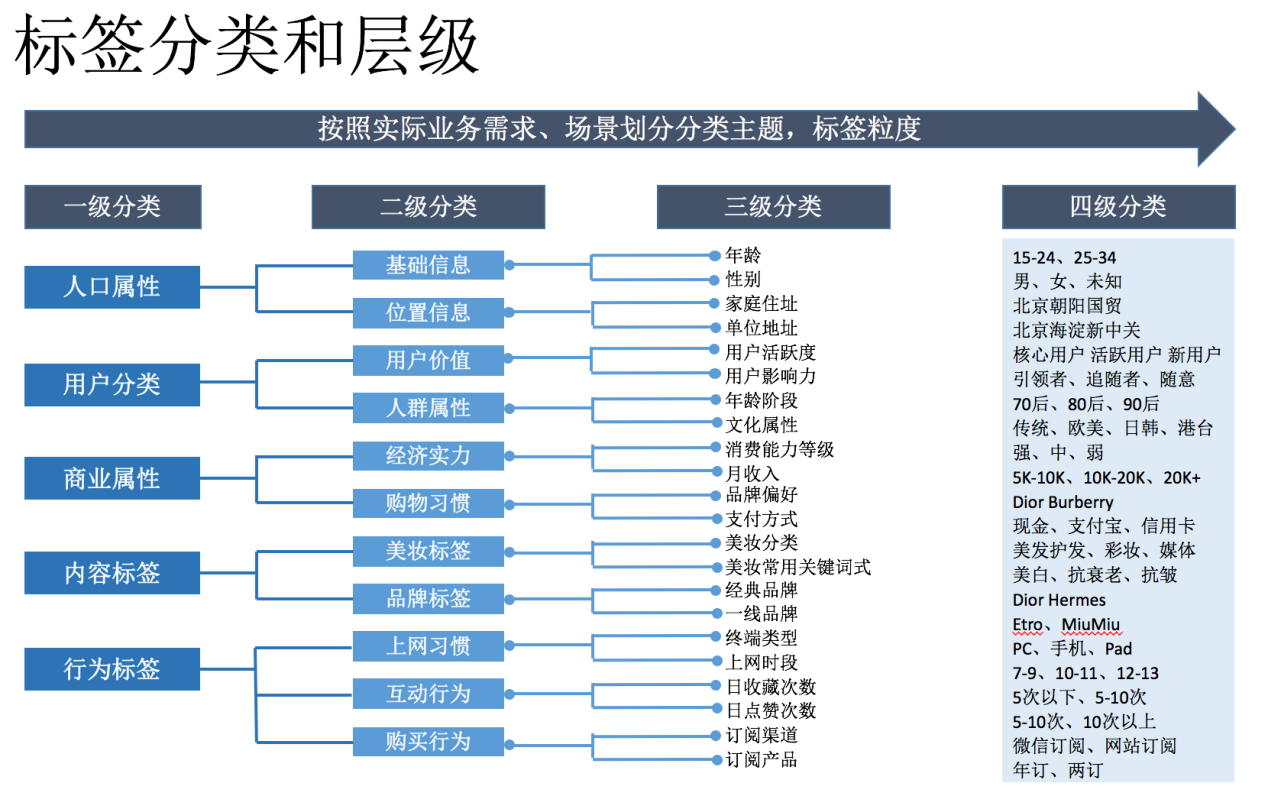 标签分类和层级
按照实际业务需求、场景划分分类主题，标签粒度
一级分类
二级分类
三级分类
四级分类
人口属性
用户分类
商业属性
内容标签
行为标签
基础信息
位置信息
用户价值
人群属性
经济实力
购物习惯
美妆标签
品牌标签
上网习惯
互动行为
购买行为
年龄
性别
家庭住址
单位地址
用户活跃度
用户影响力
年龄阶段
文化属性
消费能力等级
月收入
品牌偏好
支付方式
美妆分类
美妆常用关键词式
经典品牌
一线品牌
终端类型
上网时段
日收藏次数
日点赞次数
订阅渠道
订阅产品
15-24、25-34
男、女、未知
北京朝阳国贸
北京海淀新中关
核心用户 活跃用户 新用户
引领者、追随者、随意
70后、80后、90后
传统、欧美、日韩、港台
强、中、弱
5K-10K、10K-20K、20K+
Dior Burberry
现金、支付宝、信用卡
美发护发、彩妆、媒体
美白、抗衰老、抗皱
Dior Hermes
Etro、MiuMiu
PC、手机、Pad
7-9、10-11、12-13
5次以下、5-10次
5-10次、10次以上
微信订阅、网站订阅
年订、两订